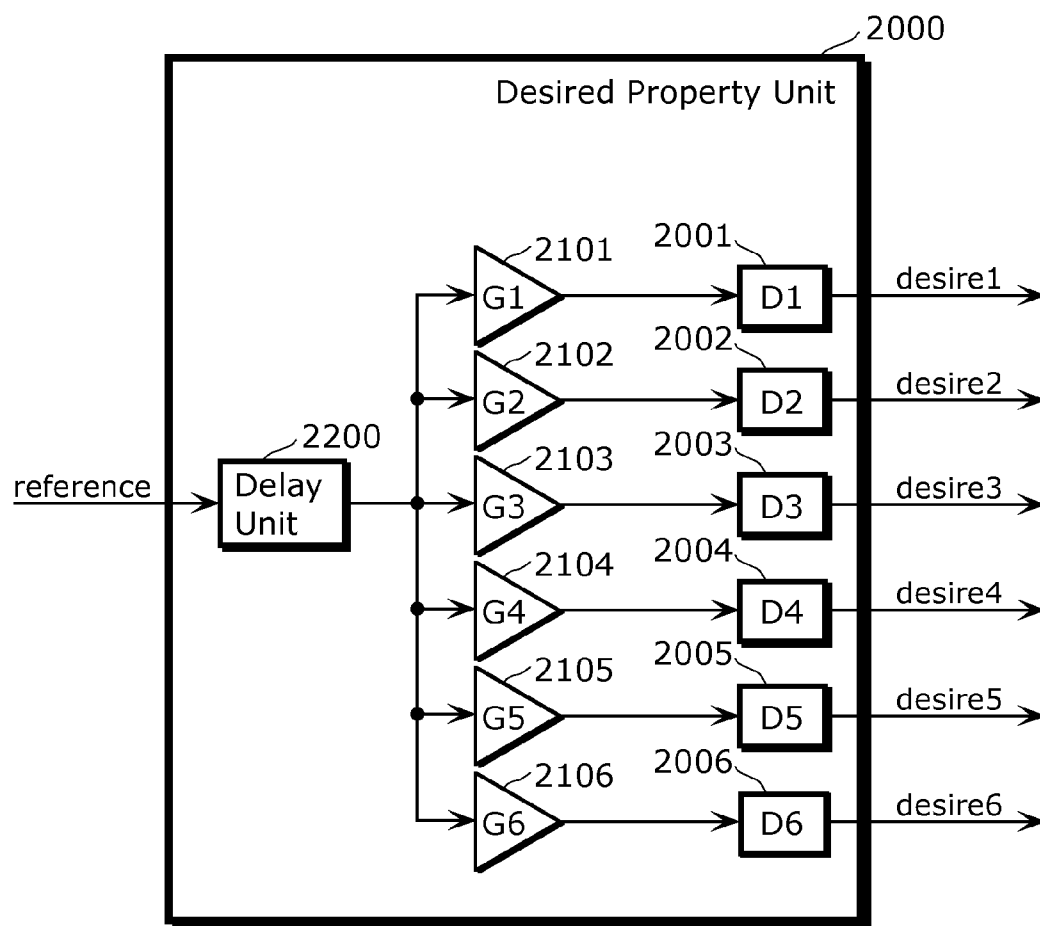 2000
Desired Property Unit
2101
2001
G1
D1
desire1
2102
2002
G2
D2
desire2
2200
2103
2003
reference
Delay
Unit
G3
D3
desire3
2104
2004
G4
D4
desire4
2105
2005
G5
D5
desire5
2106
2006
G6
D6
desire6